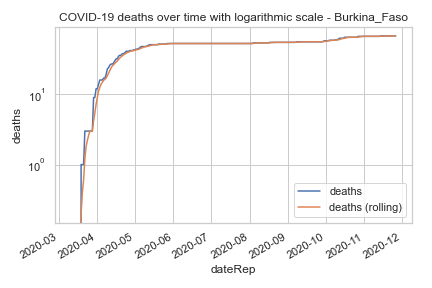 COVID-19 deaths over time with logarithmic scale - Burkina_Faso
deaths
10¹
10⁰
deaths
deaths (rolling)
2020-03
2020-04
2020-05
2020-06
2020-07
2020-08
2020-09
2020-10
2020-11
2020-12
dateRep